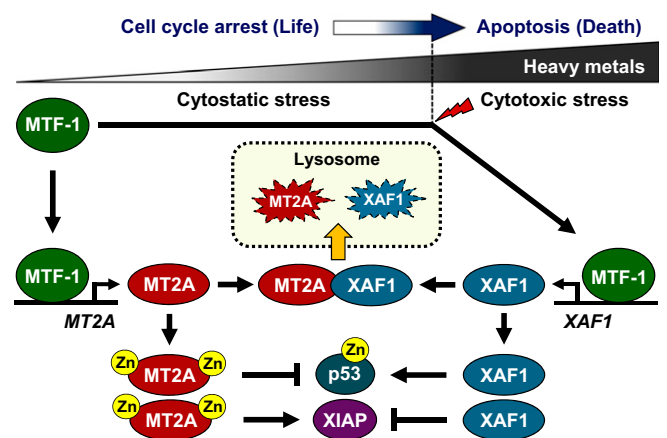 Cell cycle arrest (Life) Apoptosis (Death)
Heavy metals
Cytostatic stress Cytotoxic stress
MTF-1
Lysosome
MT2A XAF1
MTF-1 MT2A MT2A XAF1 XAF1 MTF-1
MT2A XAF1
Zn Zn Zn
MT2A p53 XAF1
Zn Zn
MT2A XIAP XAF1